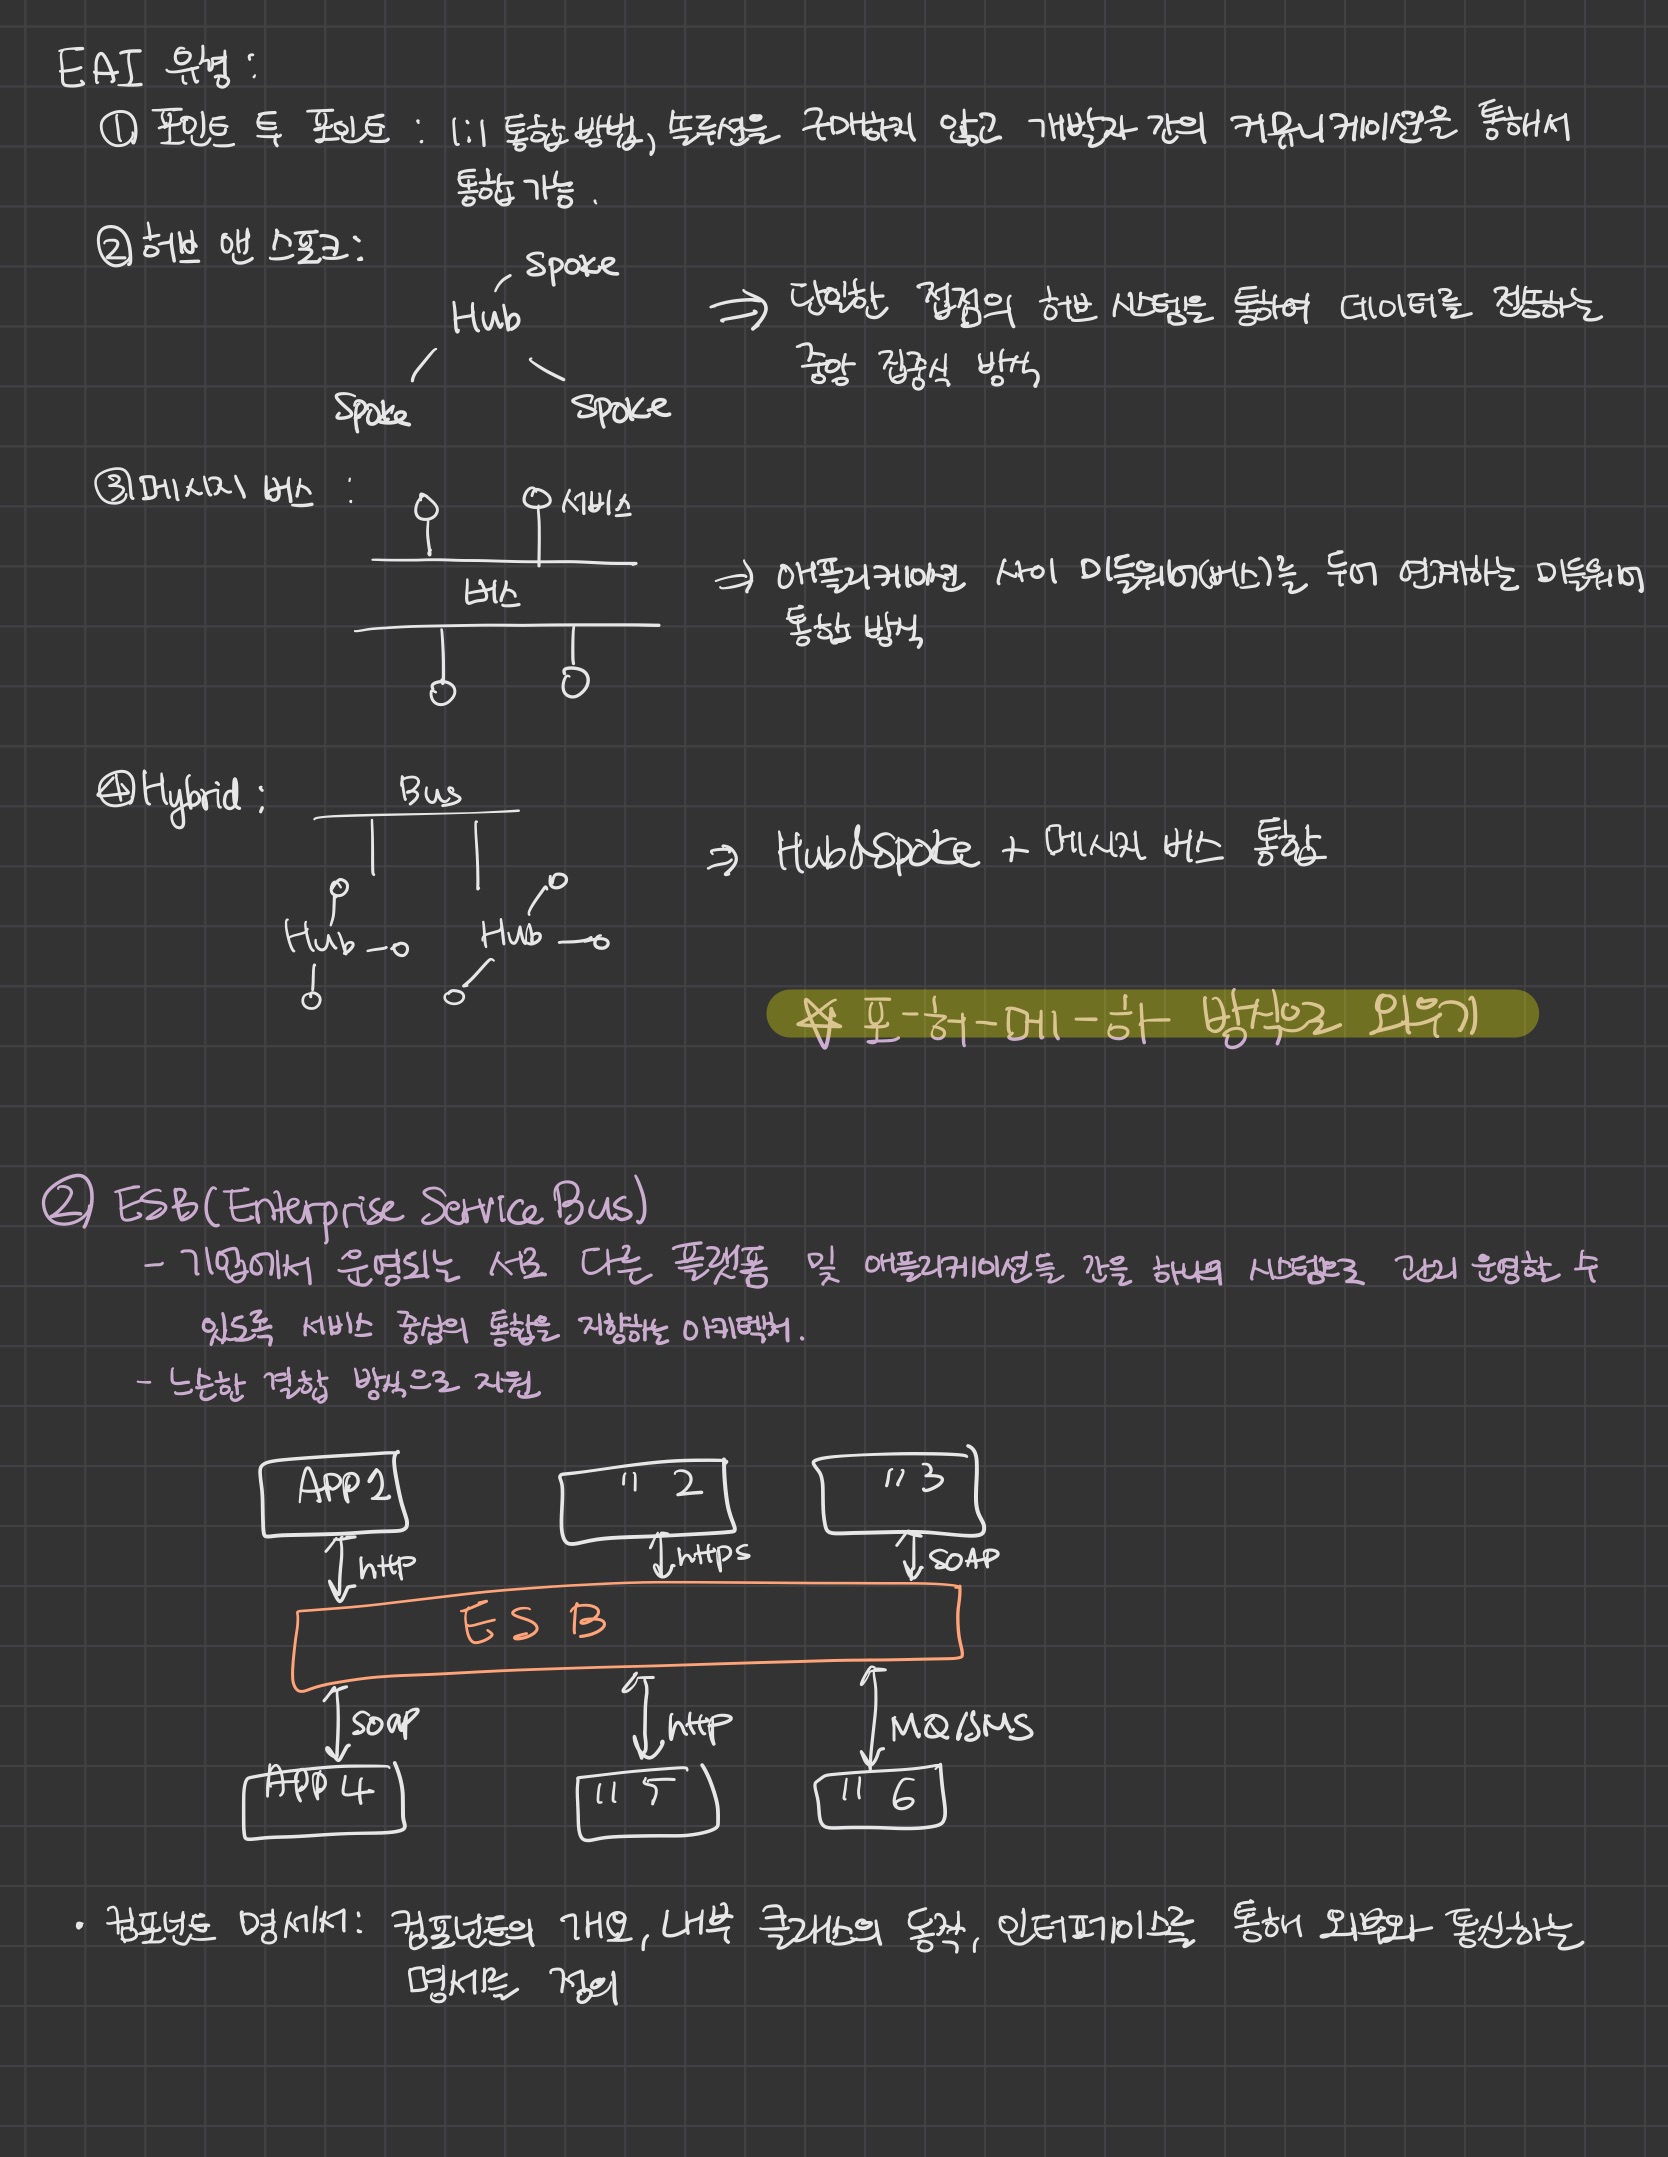 EAI 유형 :
① 포인트 투 포인트 : 1:1 통합 방법, 솔루션을 구매하지 않고 개발자 간의 커뮤니케이션을 통해서
통합 가능.
② 허브 앤 스포크:
Spoke
Hub
Spoke
Spoke
⇒ 단일한 접점의 허브 시스템을 통하여 데이터를 전송하는
중앙 집중식 방식
③ 메시지 버스 :
서비스
버스
⇒ 애플리케이션 사이 미들웨어(버스)를 두어 연계하는 미들웨어
통합 방식
④ Hybrid :
Bus
Hub
Hub
⇒ Hub&Spoke + 메시지 버스 통합
☆ 포-허-메-하 방식으로 외우기
② ESB(Enterprise Service Bus)
- 기업에서 운영되는 서로 다른 플랫폼 및 애플리케이션들 간을 하나의 시스템으로 관리 운영할 수
있도록 서비스 중심의 통합을 지향하는 아키텍처.
- 느슨한 결합 방식으로 지원
APP 1
" 2
" 3
http
https
SOAP
ESB
soap
http
MQ/JMS
APP 4
" 5
" 6
· 컴포넌트 명세서: 컴포넌트의 개요, 내부 클래스의 동작, 인터페이스를 통해 외부와 통신하는
명세를 정의